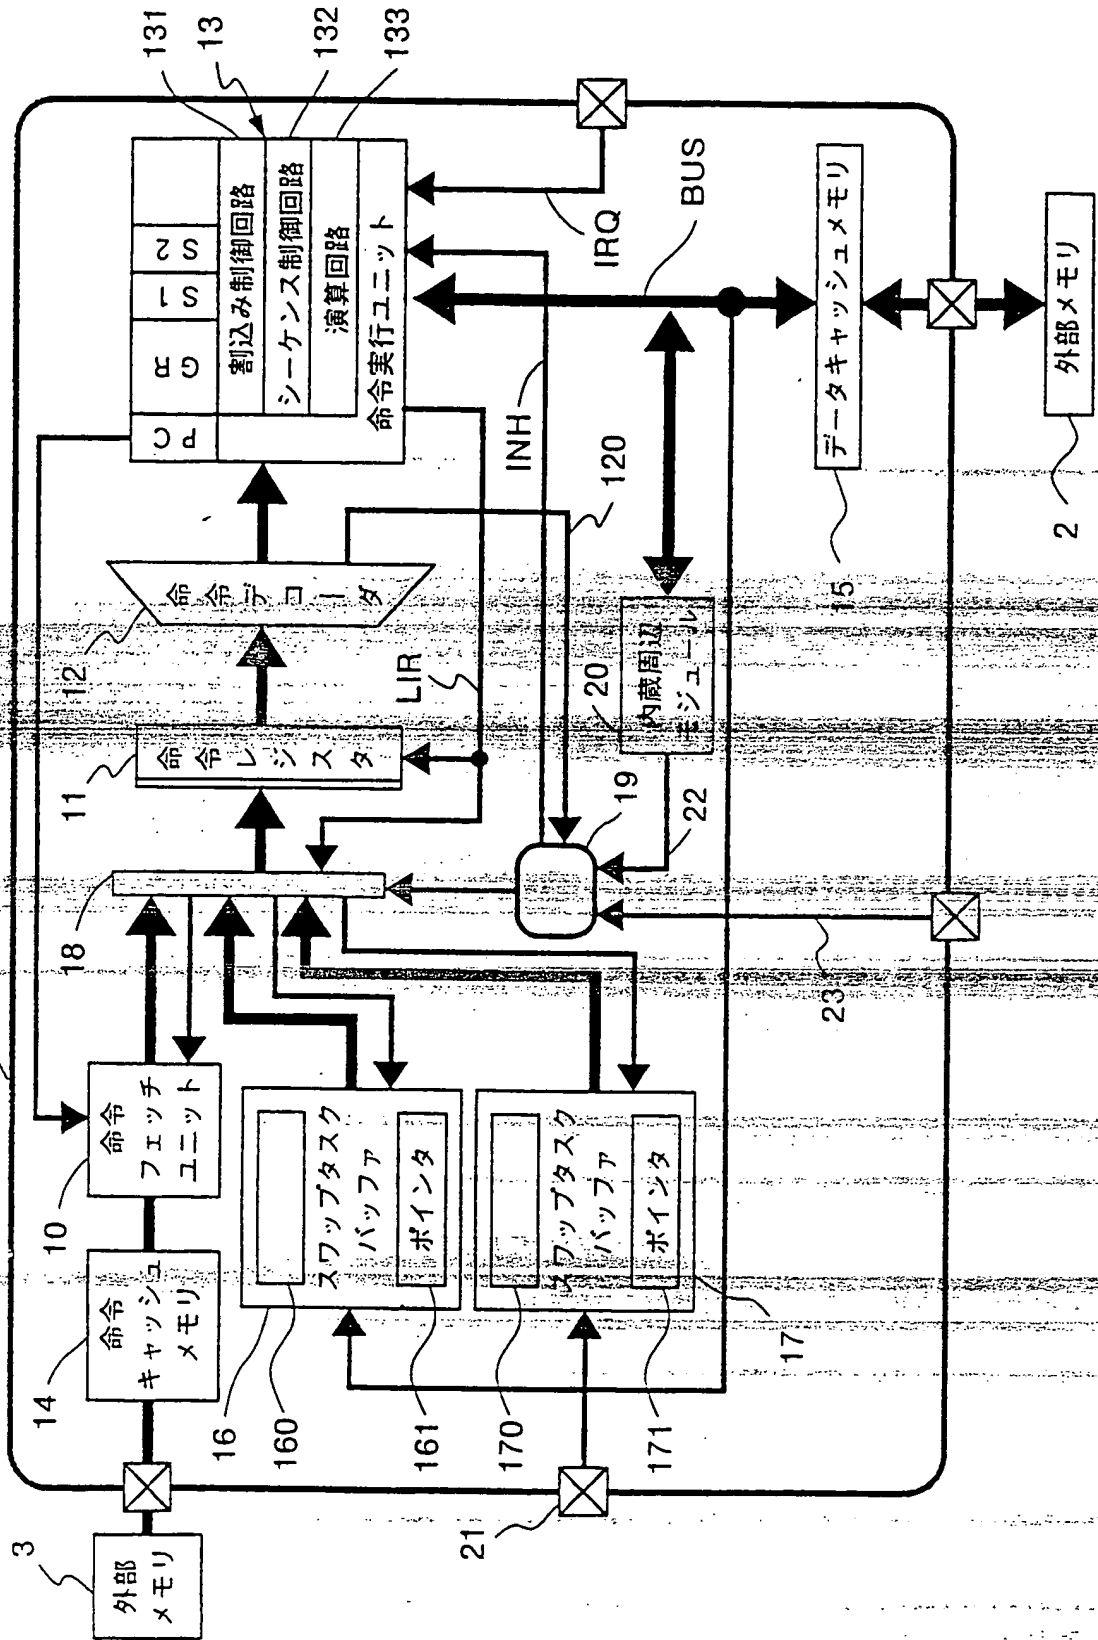 3
外部
メモリ
14
命令
キャッシュ
メモリ
10
命令
フェッチ
ユニット
18
11
命令レジスタ
12
命令デコーダ
PC
GR
S1
S2
割込み制御回路
シーケンス制御回路
演算回路
命令実行ユニット
131
13
132
133
16
160
161
スワップタスク
バッファ
ポインタ
170
171
17
スワップタスク
バッファ
ポインタ
21
LIR
INH
IRQ
BUS
120
19
20
内蔵周辺
モジュール
22
23
15
データキャッシュメモリ
2
外部メモリ